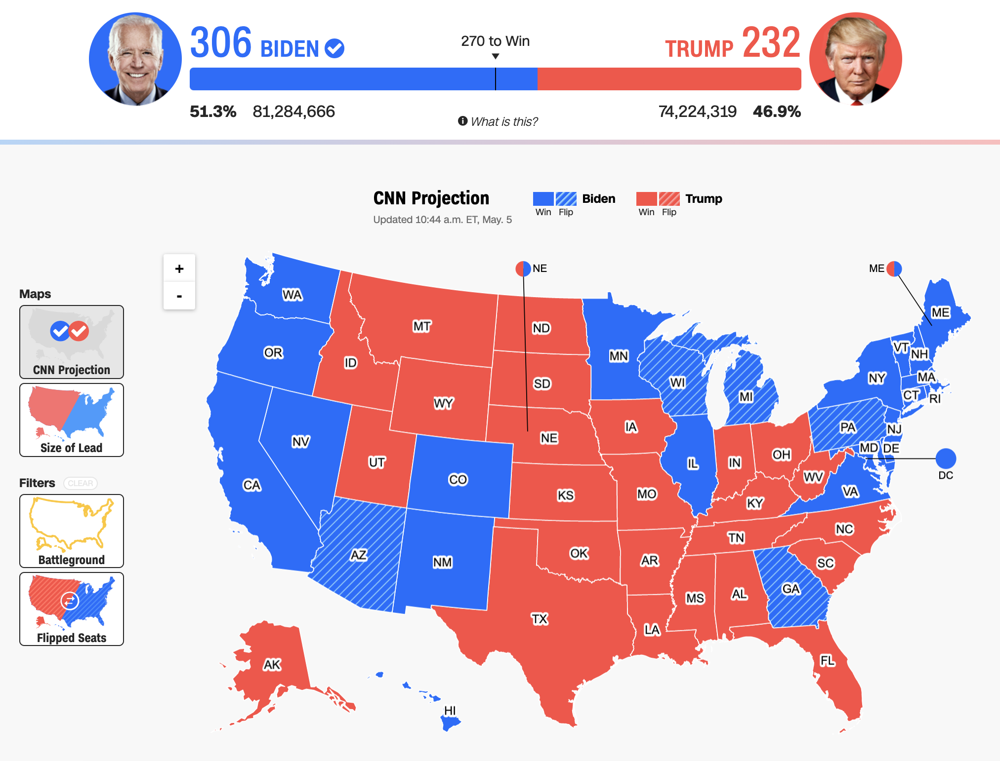 306 BIDEN
270 to Win
TRUMP 232
51.3% 81,284,666
What is this?
74,224,319 46.9%
CNN Projection
Updated 10:44 a.m. ET, May. 5
Win Flip Biden
Win Flip Trump
+
-
Maps
CNN Projection
Size of Lead
Filters CLEAR
Battleground
Flipped Seats
NE
ME
WA
MT
ND
ME
OR
ID
MN
VT
NH
SD
WI
NY
MA
WY
MI
CT
RI
NE
IA
PA
NJ
NV
UT
CO
IL
IN
OH
MD
DE
DC
CA
KS
MO
WV
VA
KY
AZ
NM
OK
AR
TN
NC
SC
TX
LA
MS
AL
GA
FL
AK
HI